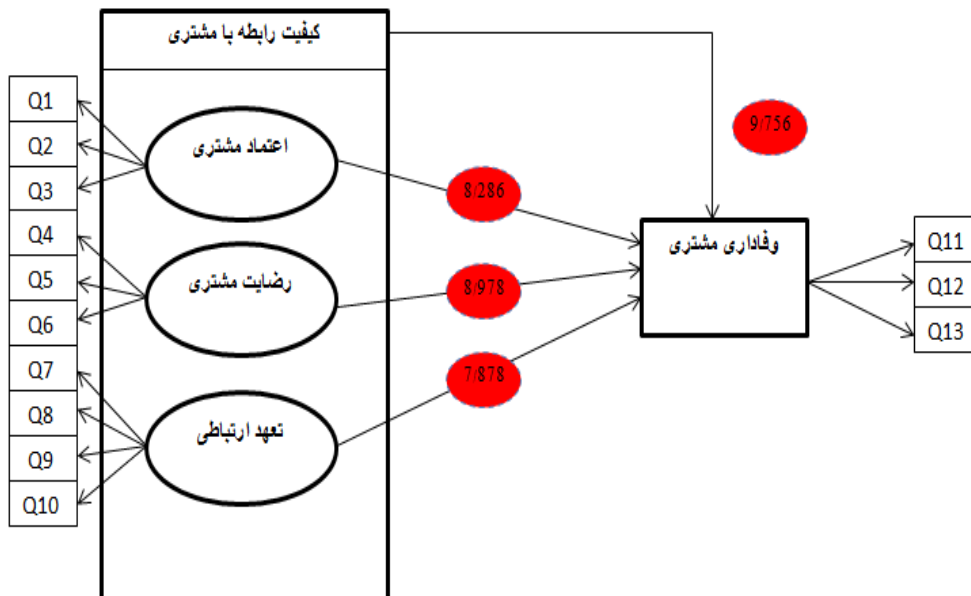 کیفیت رابطه با مشتری
Q1
Q2
Q3
Q4
Q5
Q6
Q7
Q8
Q9
Q10
اعتماد مشتری
رضایت مشتری
تعهد ارتباطی
8/286
8/978
7/878
9/756
وفاداری مشتری
Q11
Q12
Q13